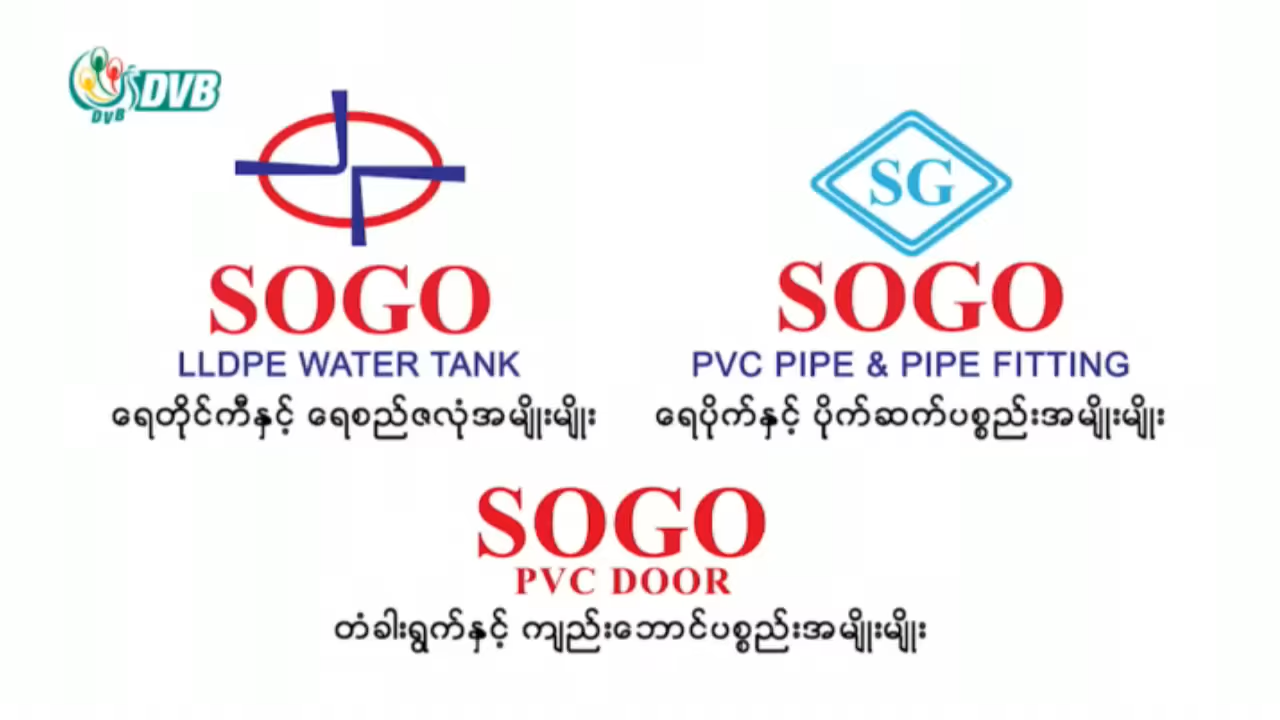 DVB
DVB
SG
SOGO
LLDPE WATER TANK
ရေတိုင်ကီနှင့် ရေစည်ဇလုံအမျိုးမျိုး
SOGO
PVC PIPE & PIPE FITTING
ရေပိုက်နှင့် ပိုက်ဆက်ပစ္စည်းအမျိုးမျိုး
SOGO
PVC DOOR
တံခါးရွက်နှင့် ကျည်းဘောင်ပစ္စည်းအမျိုးမျိုး